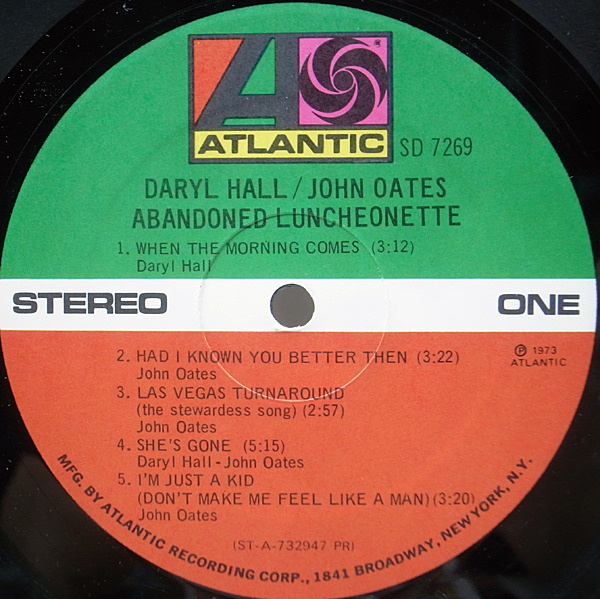 ATLANTIC
SD 7269
DARYL HALL/JOHN OATES
ABANDONED LUNCHEONETTE
1. WHEN THE MORNING COMES (3:12)
Daryl Hall
STEREO
ONE
2. HAD I KNOWN YOU BETTER THEN (3:22)
John Oates
℗ 1973
ATLANTIC
3. LAS VEGAS TURNAROUND
(the stewardess song) (2:57)
John Oates
4. SHE'S GONE (5:15)
Daryl Hall - John Oates
5. I'M JUST A KID
(DON'T MAKE ME FEEL LIKE A MAN) (3:20)
John Oates
(ST-A-732947 PR)
MFG. BY ATLANTIC RECORDING CORP., 1841 BROADWAY, NEW YORK, N.Y.